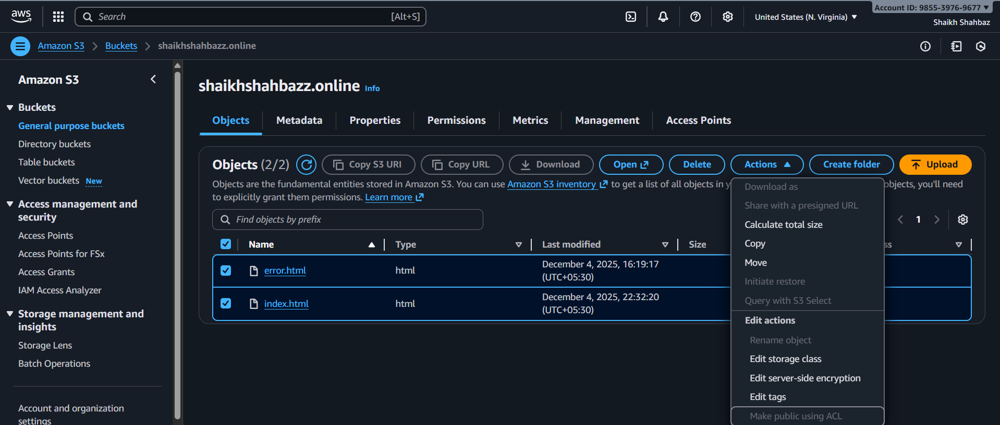 aws
Search
[Alt+S]
United States (N. Virginia)
Account ID: 9855-3976-9677
Shaikh Shahbaz
Amazon S3
Buckets
shaikhshahbazz.online
Amazon S3
Buckets
General purpose buckets
Directory buckets
Table buckets
Vector buckets New
Access management and
security
Access Points
Access Points for FSx
Access Grants
IAM Access Analyzer
Storage management and
insights
Storage Lens
Batch Operations
Account and organization
settings
shaikhshahbazz.online Info
Objects
Metadata
Properties
Permissions
Metrics
Management
Access Points
Objects (2/2)
Copy S3 URI
Copy URL
Download
Open
Delete
Actions
Create folder
Upload
Objects are the fundamental entities stored in Amazon S3. You can use Amazon S3 inventory to get a list of all objects in y objects, you'll need
to explicitly grant them permissions. Learn more
Find objects by prefix
1
Name
Type
Last modified
Size
ss
error.html
html
December 4, 2025, 16:19:17
(UTC+05:30)
index.html
html
December 4, 2025, 22:32:20
(UTC+05:30)
Download as
Share with a presigned URL
Calculate total size
Copy
Move
Initiate restore
Query with S3 Select
Edit actions
Rename object
Edit storage class
Edit server-side encryption
Edit tags
Make public using ACL